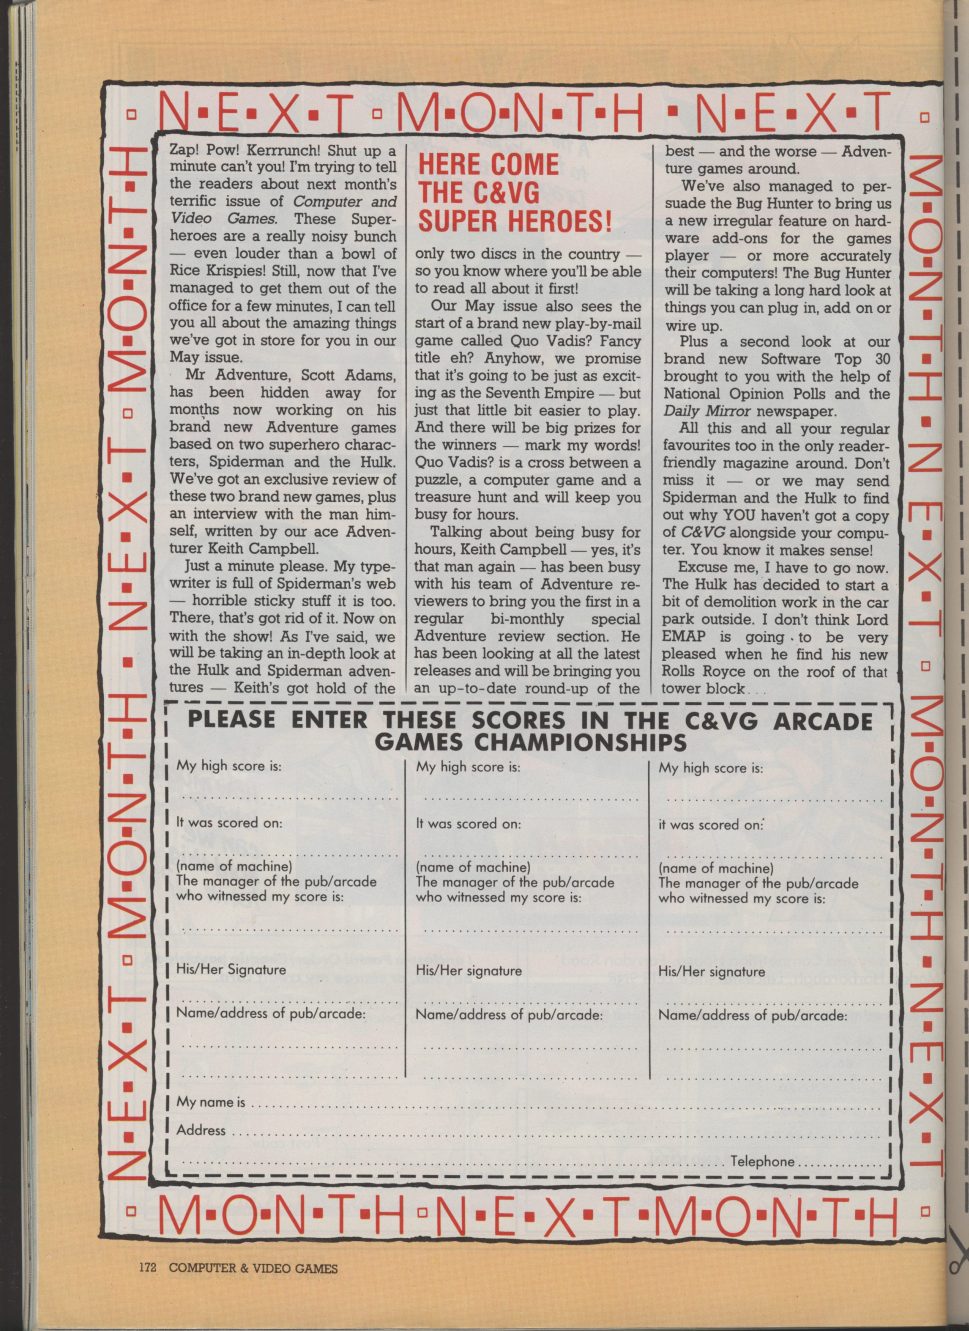 N·E·X·T M·O·N·T·H · N·E·X·T
M·O·N·T·H·N·E·X·T·M·O·N·T·H·N·E·X·T
N·E·X·T·M·O·N·T·H·N·E·X·T·M·O·N·T·H
Zap! Pow! Kerrrunch! Shut up a
minute can't you! I'm trying to tell
the readers about next month's
terrific issue of Computer and
Video Games. These Super-
heroes are a really noisy bunch
— even louder than a bowl of
Rice Krispies! Still, now that I've
managed to get them out of the
office for a few minutes, I can tell
you all about the amazing things
we've got in store for you in our
May issue.
Mr Adventure, Scott Adams,
has been hidden away for
months now working on his
brand new Adventure games
based on two superhero charac-
ters, Spiderman and the Hulk.
We've got an exclusive review of
these two brand new games, plus
an interview with the man him-
self, written by our ace Adven-
turer Keith Campbell.
Just a minute please. My type-
writer is full of Spiderman's web
— horrible sticky stuff it is too.
There, that's got rid of it. Now on
with the show! As I've said, we
will be taking an in-depth look at
the Hulk and Spiderman adven-
tures — Keith's got hold of the
HERE COME
THE C&VG
SUPER HEROES!
only two discs in the country —
so you know where you'll be able
to read all about it first!
Our May issue also sees the
start of a brand new play-by-mail
game called Quo Vadis? Fancy
title eh? Anyhow, we promise
that it's going to be just as excit-
ing as the Seventh Empire — but
just that little bit easier to play.
And there will be big prizes for
the winners — mark my words!
Quo Vadis? is a cross between a
puzzle, a computer game and a
treasure hunt and will keep you
busy for hours.
Talking about being busy for
hours, Keith Campbell — yes, it's
that man again — has been busy
with his team of Adventure re-
viewers to bring you the first in a
regular bi-monthly special
Adventure review section. He
has been looking at all the latest
releases and will be bringing you
an up-to-date round-up of the
best — and the worse — Adven-
ture games around.
We've also managed to per-
suade the Bug Hunter to bring us
a new irregular feature on hard-
ware add-ons for the games
player — or more accurately
their computers! The Bug Hunter
will be taking a long hard look at
things you can plug in, add on or
wire up.
Plus a second look at our
brand new Software Top 30
brought to you with the help of
National Opinion Polls and the
Daily Mirror newspaper.
All this and all your regular
favourites too in the only reader-
friendly magazine around. Don't
miss it — or we may send
Spiderman and the Hulk to find
out why YOU haven't got a copy
of C&VG alongside your compu-
ter. You know it makes sense!
Excuse me, I have to go now.
The Hulk has decided to start a
bit of demolition work in the car
park outside. I don't think Lord
EMAP is going to be very
pleased when he find his new
Rolls Royce on the roof of that
tower block...
PLEASE ENTER THESE SCORES IN THE C&VG ARCADE
GAMES CHAMPIONSHIPS
My high score is:
It was scored on:
(name of machine)
The manager of the pub/arcade
who witnessed my score is:
His/Her Signature
Name/address of pub/arcade:
My high score is:
It was scored on:
(name of machine)
The manager of the pub/arcade
who witnessed my score is:
His/Her signature
Name/address of pub/arcade:
My high score is:
it was scored on:
(name of machine)
The manager of the pub/arcade
who witnessed my score is:
His/Her signature
Name/address of pub/arcade:
My name is
Address
Telephone
M·O·N·T·H N·E·X·T M·O·N·T·H
172 COMPUTER & VIDEO GAMES